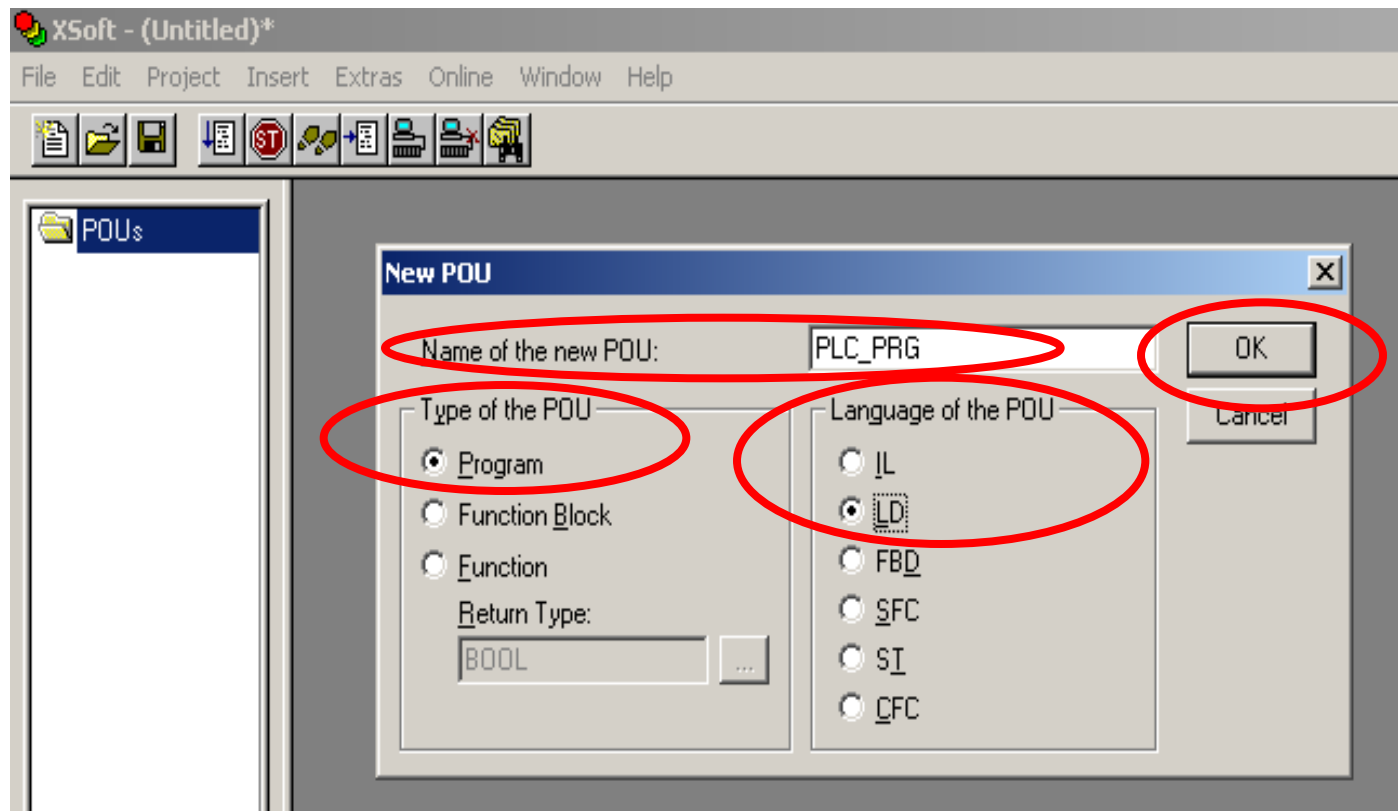 XSoft - (Untitled)*
File Edit Project Insert Extras Online Window Help
ST
POUs
New POU
Name of the new POU: PLC_PRG OK
Type of the POU Language of the POU Cancel
Program IL
Function Block LD
Function FBD
Return Type: SFC
BOOL ... ST
CFC